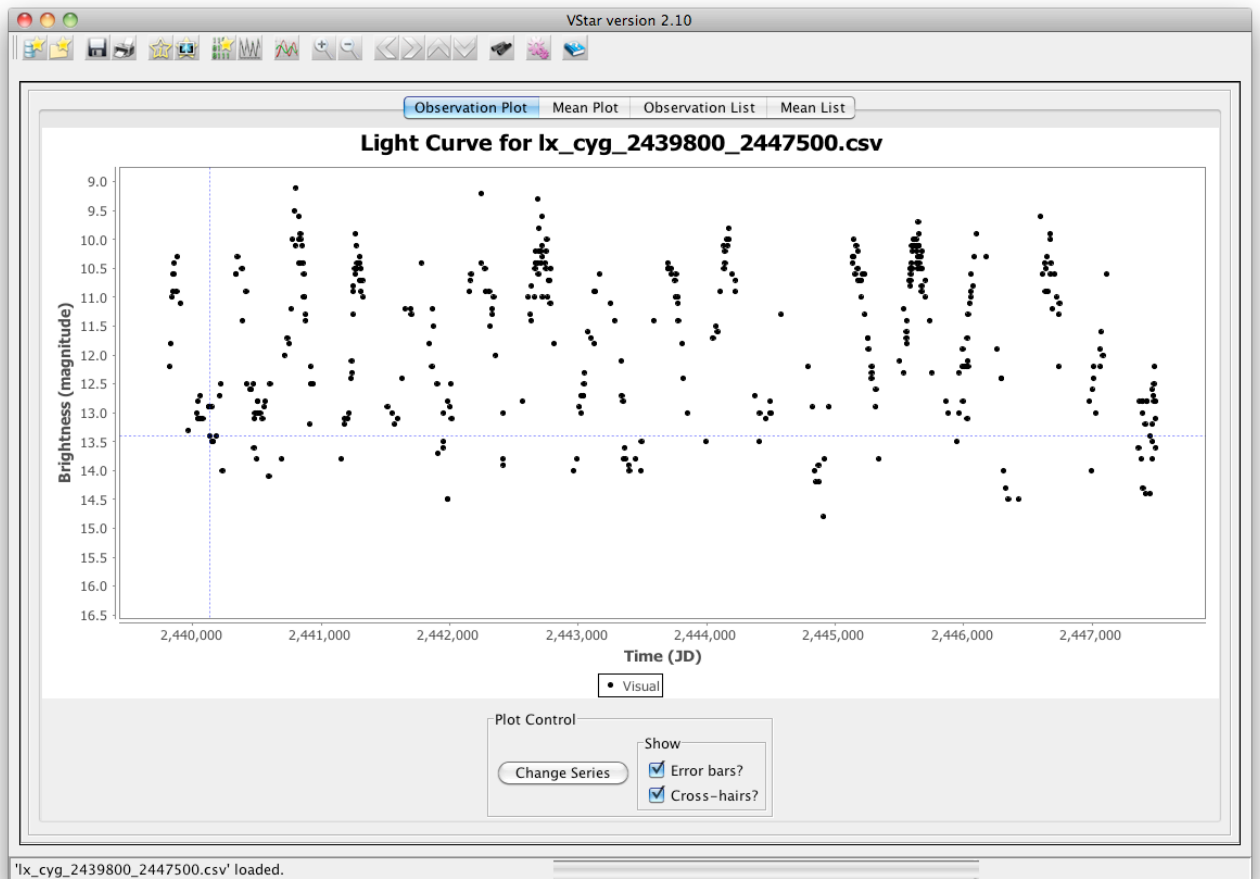 VStar version 2.10
Observation Plot Mean Plot Observation List Mean List
Light Curve for lx_cyg_2439800_2447500.csv
Brightness (magnitude)
9.0
9.5
10.0
10.5
11.0
11.5
12.0
12.5
13.0
13.5
14.0
14.5
15.0
15.5
16.0
16.5
2,440,000 2,441,000 2,442,000 2,443,000 2,444,000 2,445,000 2,446,000 2,447,000
Time (JD)
Visual
Plot Control
Show
Change Series
Error bars?
Cross-hairs?
'lx_cyg_2439800_2447500.csv' loaded.